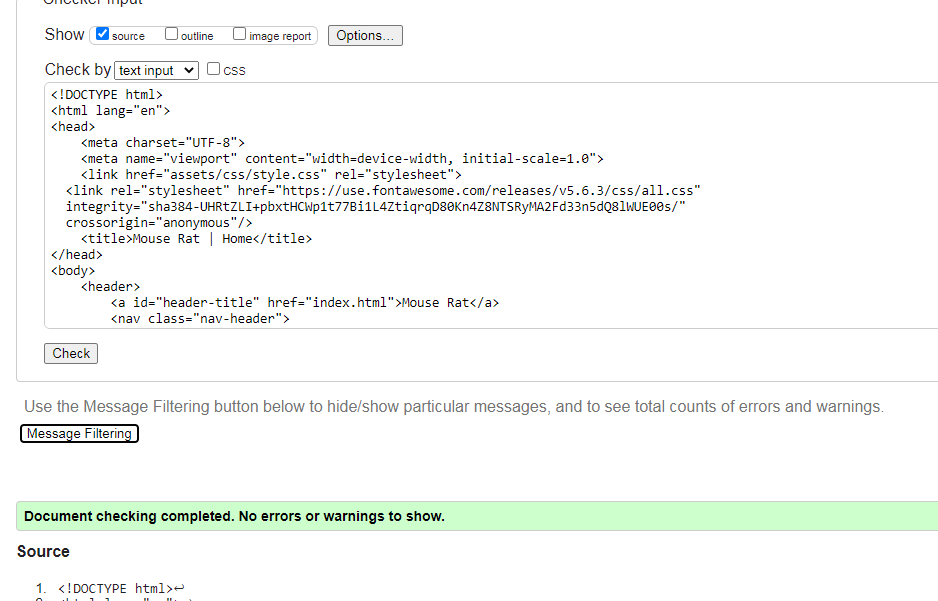 Checker Input
Show source outline image report Options...
Check by text input css
<!DOCTYPE html>
<html lang="en">
<head>
<meta charset="UTF-8">
<meta name="viewport" content="width=device-width, initial-scale=1.0">
<link href="assets/css/style.css" rel="stylesheet">
<link rel="stylesheet" href="https://use.fontawesome.com/releases/v5.6.3/css/all.css"
integrity="sha384-UHRtZLI+pbxtHCWp1t77Bi1L4ZtiqrqD80Kn4Z8NTSRyMA2Fd33n5dQ8lWUE00s/"
crossorigin="anonymous"/>
<title>Mouse Rat | Home</title>
</head>
<body>
<header>
<a id="header-title" href="index.html">Mouse Rat</a>
<nav class="nav-header">
Check
Use the Message Filtering button below to hide/show particular messages, and to see total counts of errors and warnings.
Message Filtering
Document checking completed. No errors or warnings to show.
Source
1. <!DOCTYPE html>↩